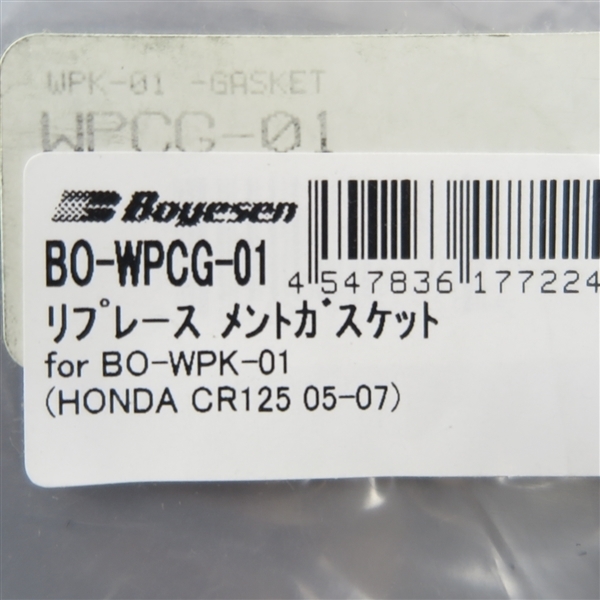 WPK-01 -GASKET
WPCG-01
Boyesen
BO-WPCG-01
4 547836 177224
リプレース メントガスケット
for BO-WPK-01
(HONDA CR125 05-07)